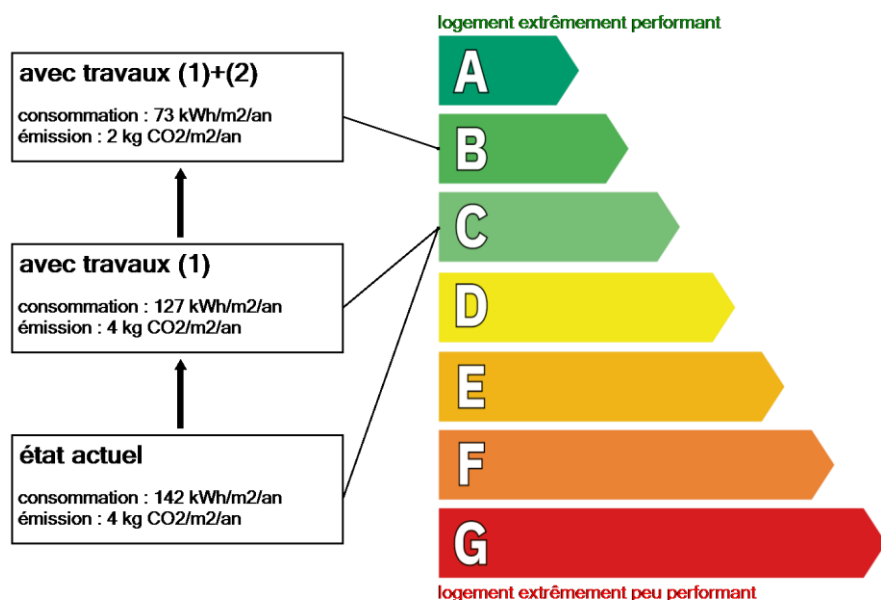 logement extrêmement performant
avec travaux (1)+(2)
consommation : 73 kWh/m2/an
émission : 2 kg CO2/m2/an
avec travaux (1)
consommation : 127 kWh/m2/an
émission : 4 kg CO2/m2/an
état actuel
consommation : 142 kWh/m2/an
émission : 4 kg CO2/m2/an
A
B
C
D
E
F
G
logement extrêmement peu performant